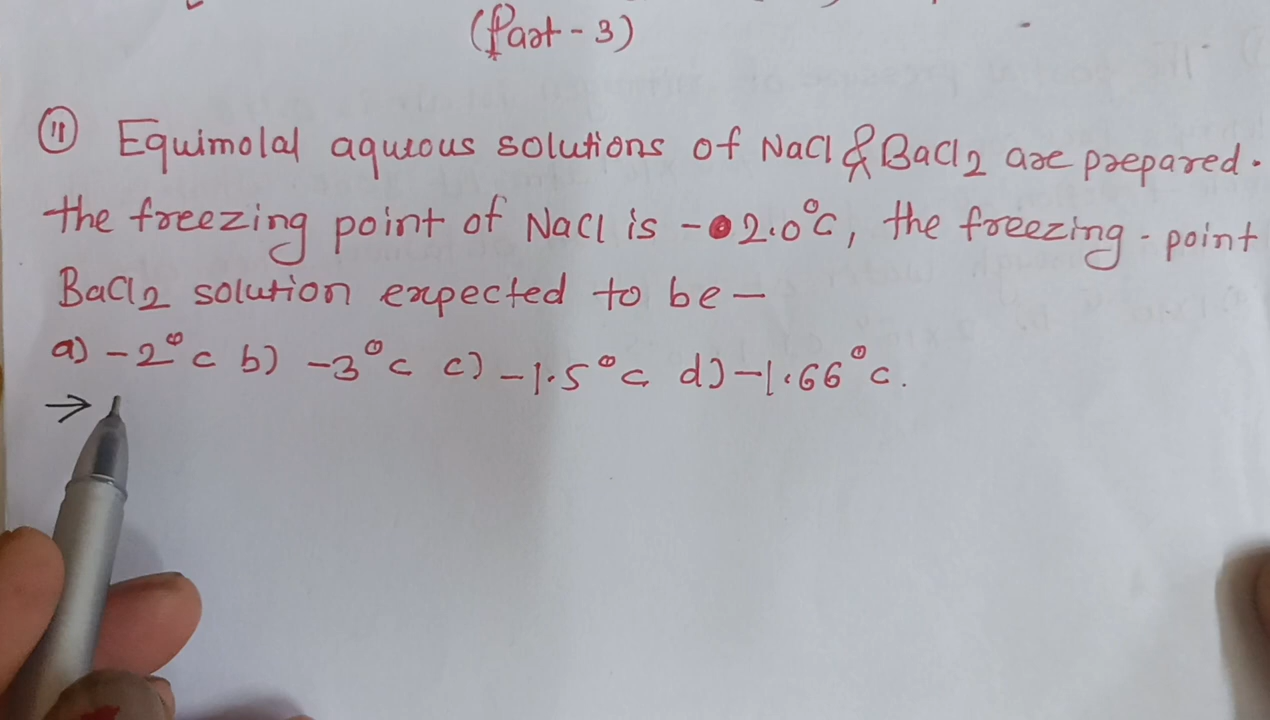 (Part - 3)
11 Equimolal aqueous solutions of NaCl & BaCl2 are prepared.
the freezing point of NaCl is -2.0°C, the freezing - point
BaCl2 solution expected to be —
a) -2°C b) -3°C c) -1.5°C d) -1.66°C.
→